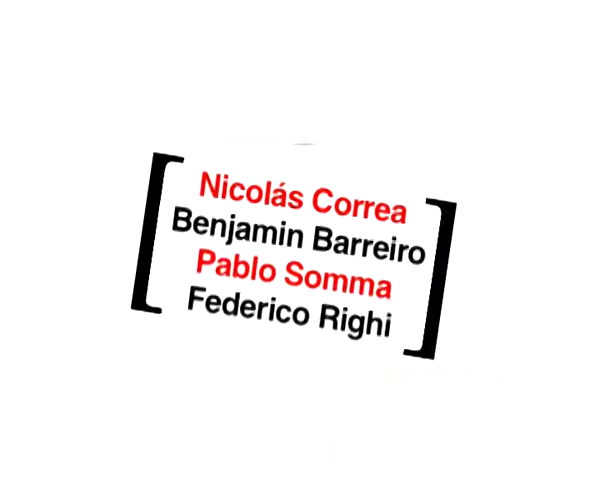 Nicolás Correa
Benjamin Barreiro
Pablo Somma
Federico Righi